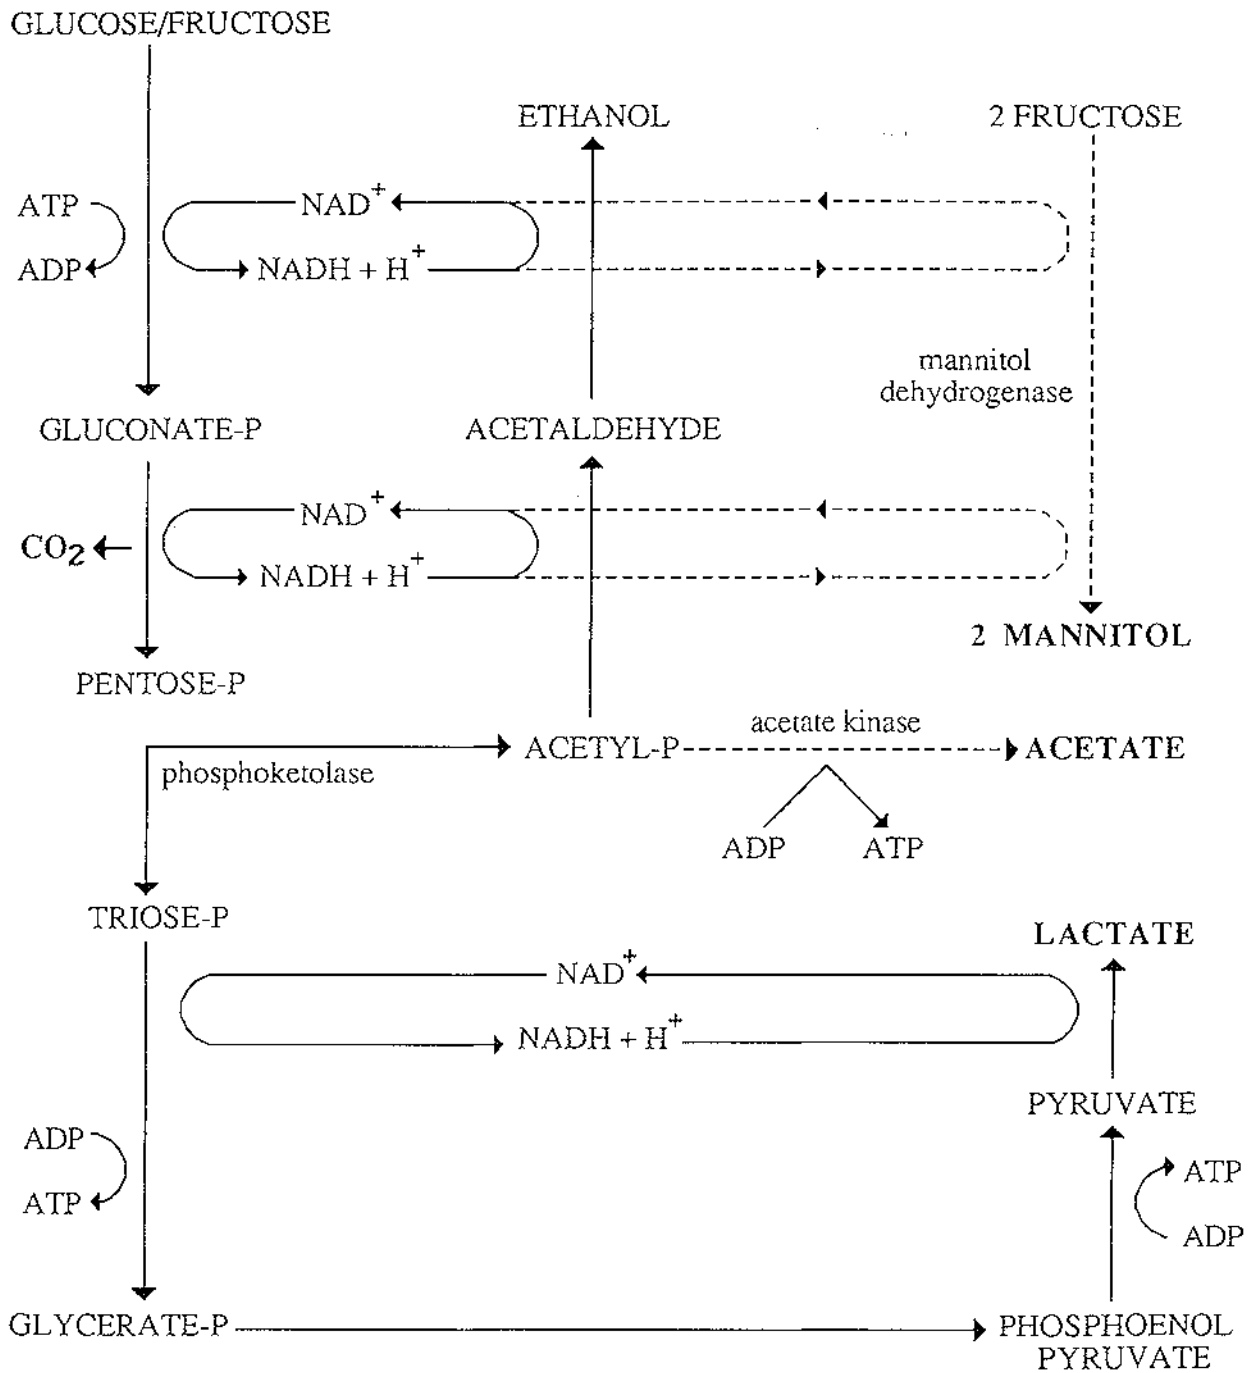 GLUCOSE/FRUCTOSE
ETHANOL
2 FRUCTOSE
ATP
NAD+
ADP
NADH + H+
mannitol
dehydrogenase
GLUCONATE-P
ACETALDEHYDE
NAD+
CO2
NADH + H+
2 MANNITOL
PENTOSE-P
acetate kinase
ACETYL-P
ACETATE
phosphoketolase
ADP
ATP
TRIOSE-P
LACTATE
NAD+
NADH + H+
PYRUVATE
ADP
ATP
ATP
ADP
GLYCERATE-P
PHOSPHOENOL
PYRUVATE